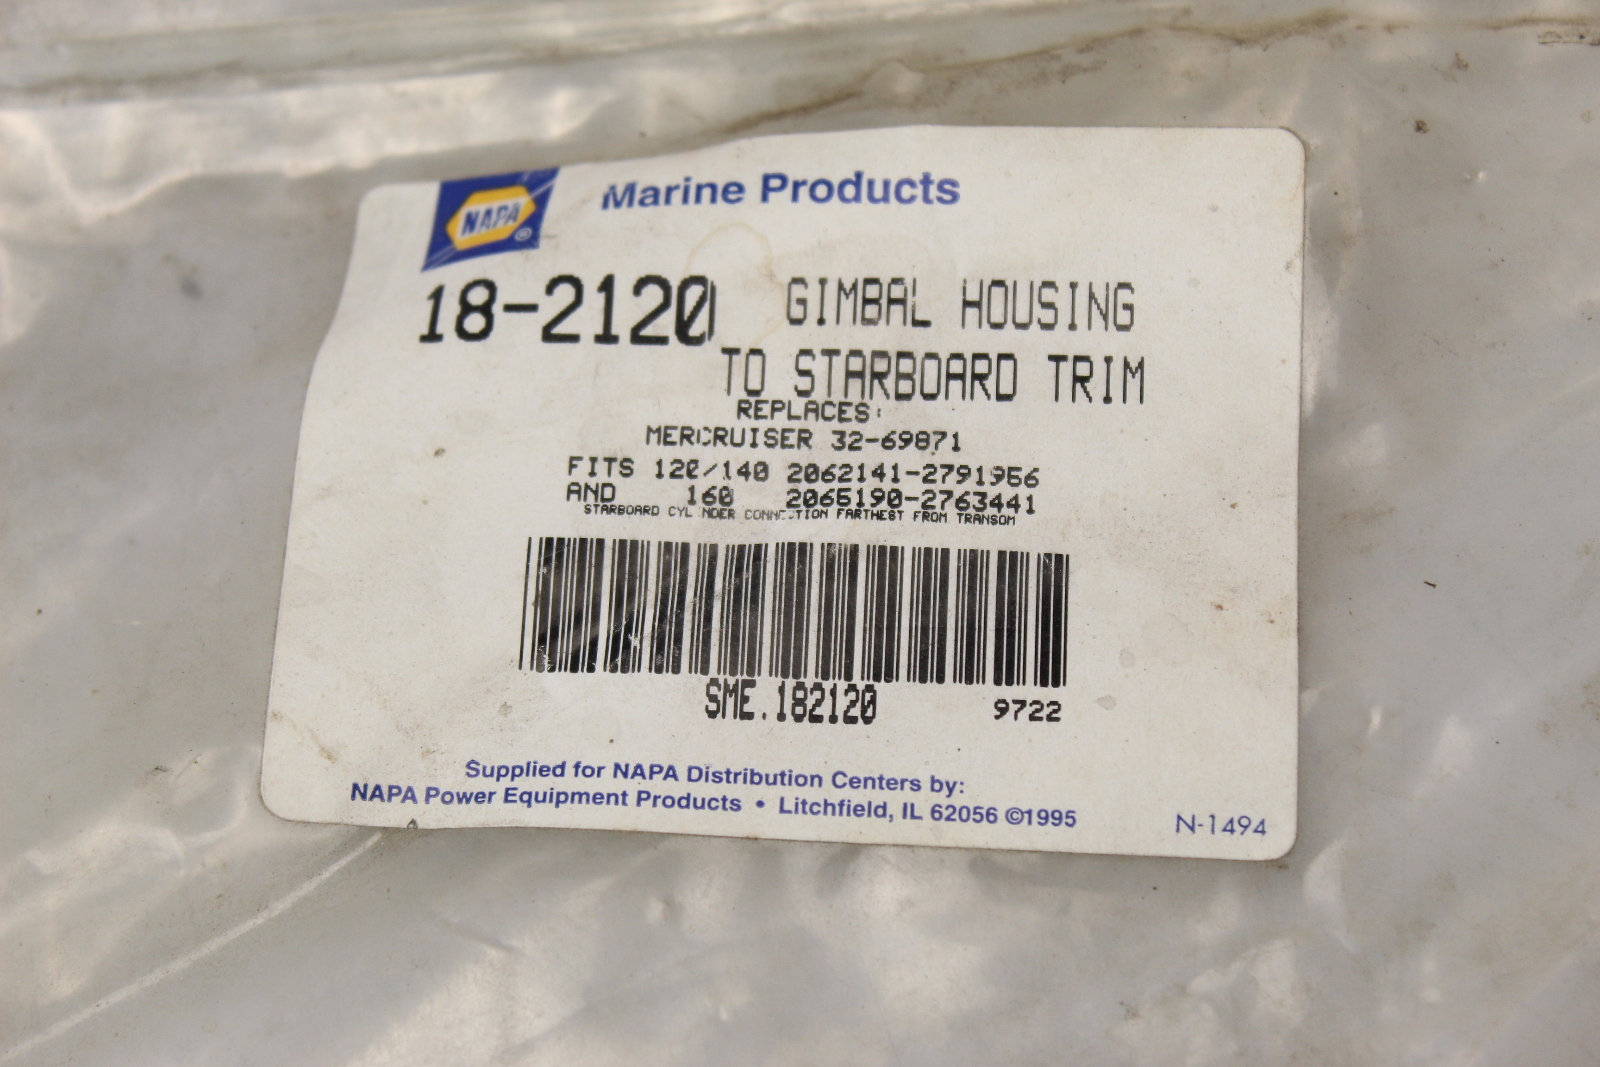 NAPA® Marine Products
18-2120 GIMBAL HOUSING
TO STARBOARD TRIM
REPLACES:
MERCRUISER 32-69871
FITS 120/140 2062141-2791956
AND 160 2065190-2763441
STARBOARD CYLINDER CONNECTION FARTHEST FROM TRANSOM
SME.182120 9722
Supplied for NAPA Distribution Centers by:
NAPA Power Equipment Products • Litchfield, IL 62056 ©1995
N-1494